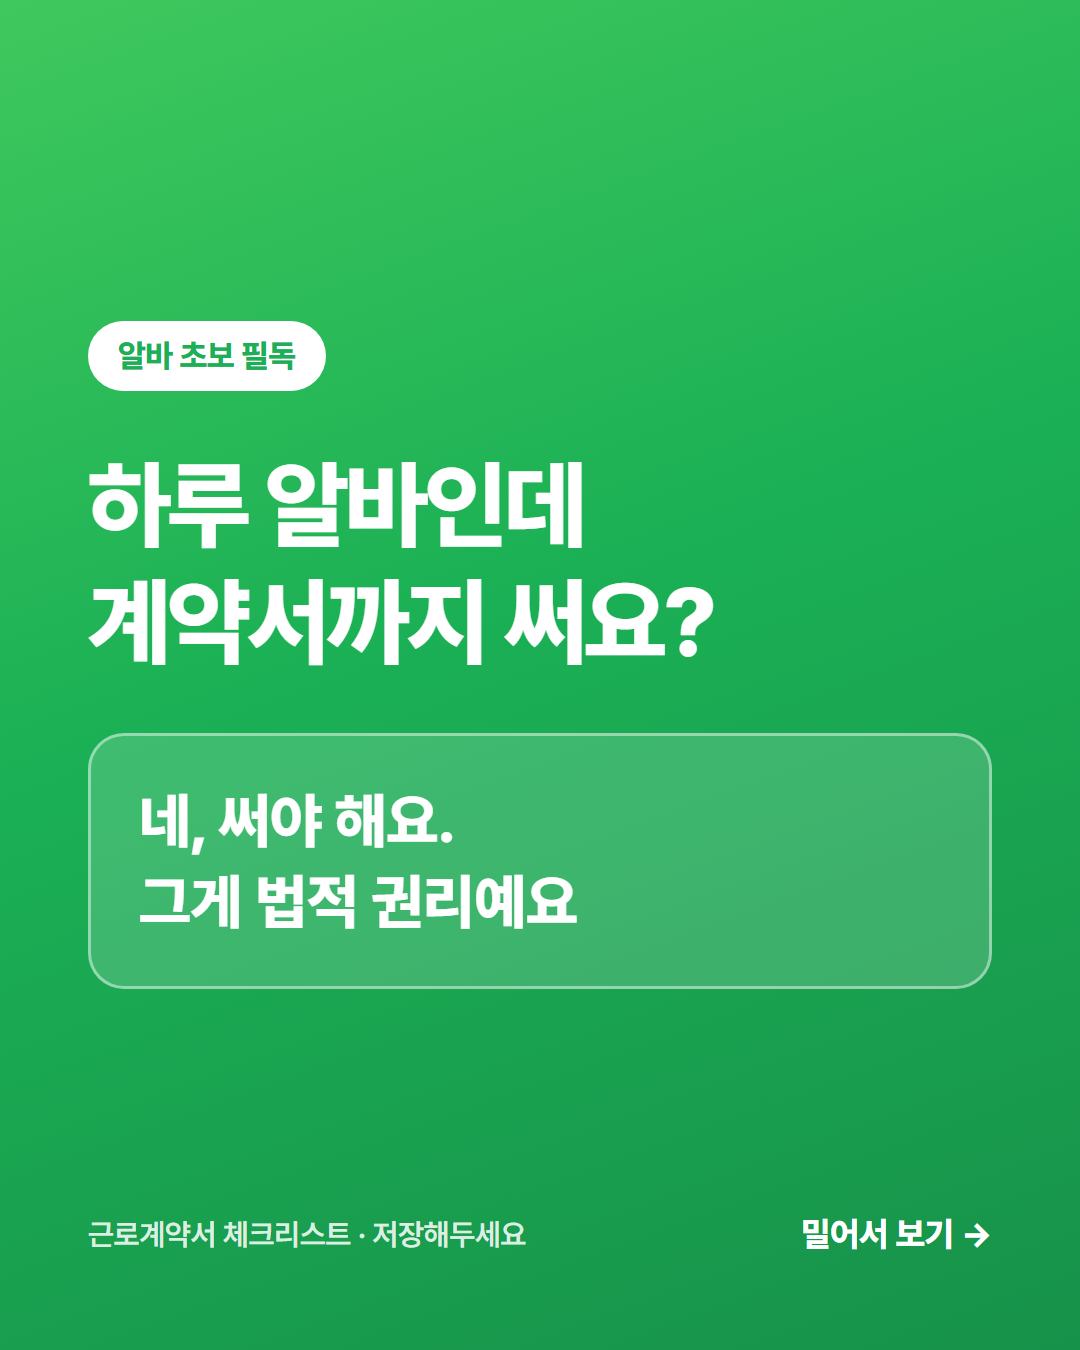 알바 초보 필독
하루 알바인데
계약서까지 써요?
네, 써야 해요.
그게 법적 권리예요
근로계약서 체크리스트 · 저장해두세요
밀어서 보기 →